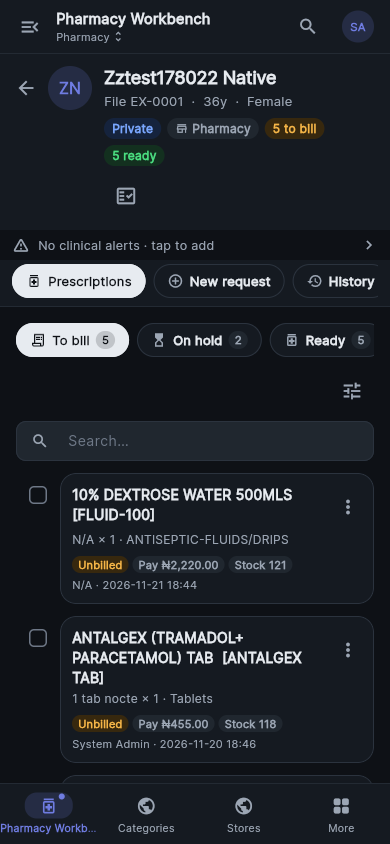 Pharmacy Workbench
Pharmacy
SA
ZN
Zztest178022 Native
File EX-0001 · 36y · Female
Private
Pharmacy
5 to bill
5 ready
No clinical alerts · tap to add
Prescriptions
New request
History
To bill 5
On hold 2
Ready 5
Search...
10% DEXTROSE WATER 500MLS
[FLUID-100]
N/A × 1 · ANTISEPTIC-FLUIDS/DRIPS
Unbilled Pay ₦2,220.00 Stock 121
N/A · 2026-11-21 18:44
ANTALGEX (TRAMADOL+
PARACETAMOL) TAB [ANTALGEX
TAB]
1 tab nocte × 1 · Tablets
Unbilled Pay ₦455.00 Stock 118
System Admin · 2026-11-20 18:46
Pharmacy Workb...
Categories
Stores
More